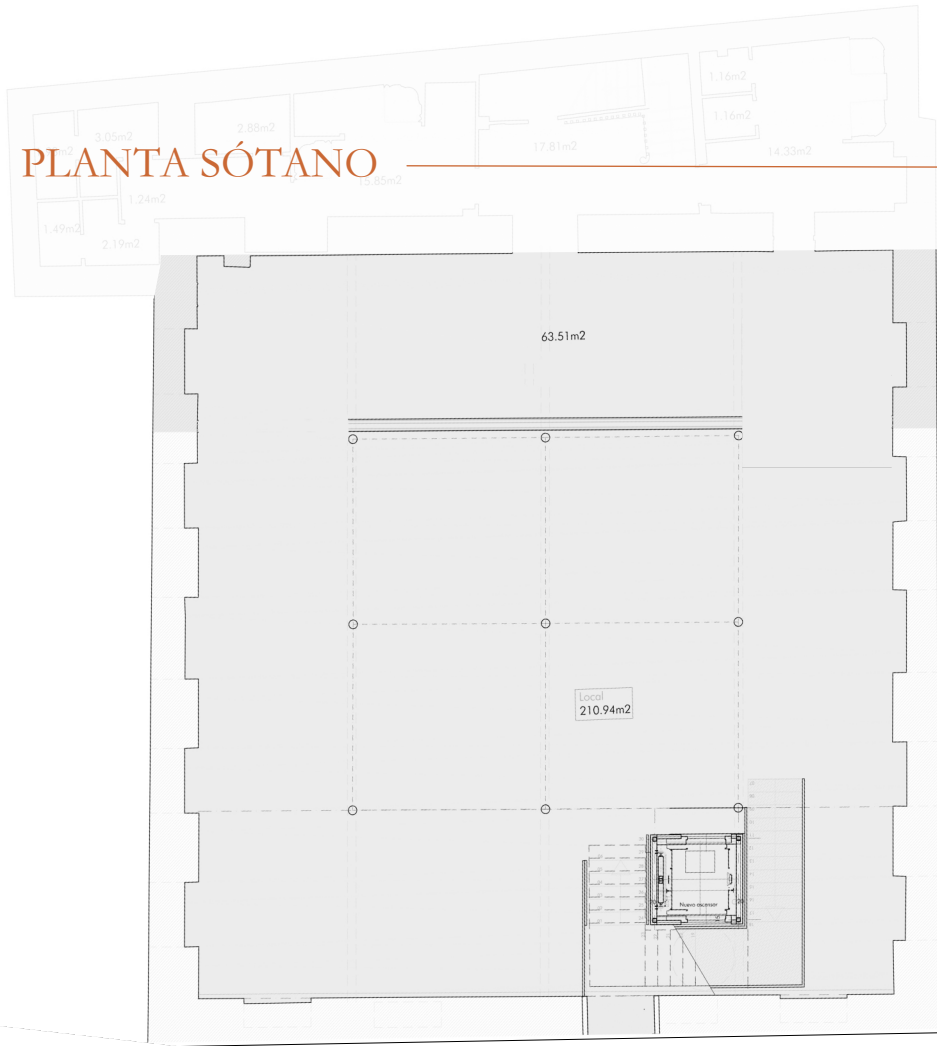 1.16m2
3.05m2
2.88m2
1.16m2
17.81m2
14.33m2
PLANTA SÓTANO
15.85m2
1.24m2
1.49m2
2.19m2
63.51m2
Local
210.94m2
Nuevo ascensor